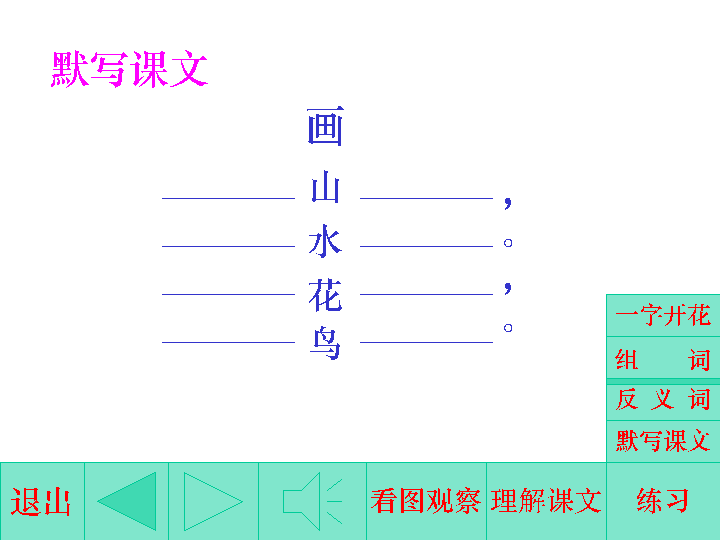 默写课文
画
山，
水。
花，
鸟。
一字开花
组 词
反 义 词
默写课文
退出 看图观察 理解课文 练习